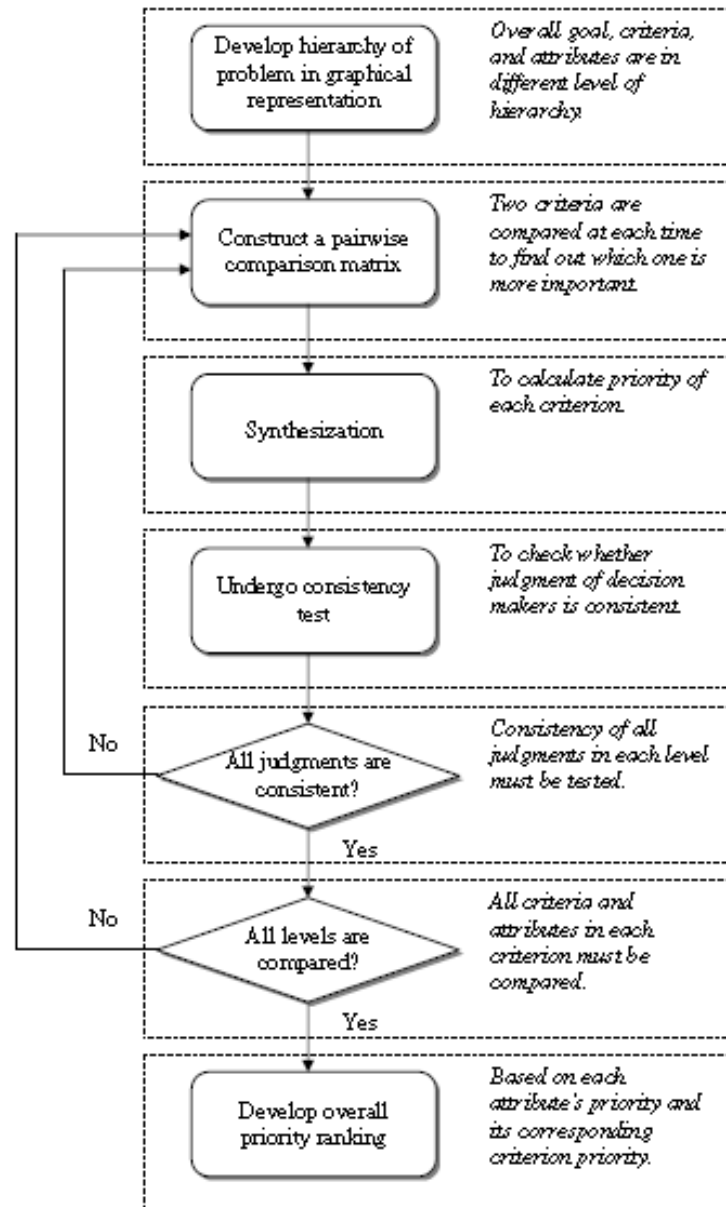 Develop hierarchy of
problem in graphical
representation
Overall goal, criteria,
and attributes are in
different level of
hierarchy.
Construct a pairwise
comparison matrix
Two criteria are
compared at each time
to find out which one is
more important.
Synthesization
To calculate priority of
each criterion.
Undergo consistency
test
To check whether
judgment of decision
makers is consistent.
No
All judgments are
consistent?
Consistency of all
judgments in each level
must be tested.
Yes
No
All levels are
compared?
All criteria and
attributes in each
criterion must be
compared.
Yes
Develop overall
priority ranking
Based on each
attribute's priority and
its corresponding
criterion priority.